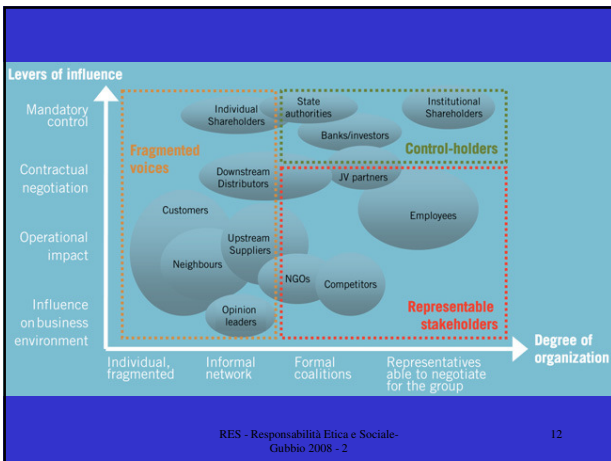 Levers of influence
Mandatory
control
Contractual
negotiation
Operational
impact
Influence
on business
environment
Individual
Shareholders
State
authorities
Institutional
Shareholders
Banks/investors
Control-holders
Fragmented
voices
Downstream
Distributors
JV partners
Customers
Employees
Upstream
Suppliers
Neighbours
NGOs
Competitors
Opinion
leaders
Representable
stakeholders
Degree of
organization
Individual,
fragmented
Informal
network
Formal
coalitions
Representatives
able to negotiate
for the group
RES - Responsabilità Etica e Sociale-
Gubbio 2008 - 2
12